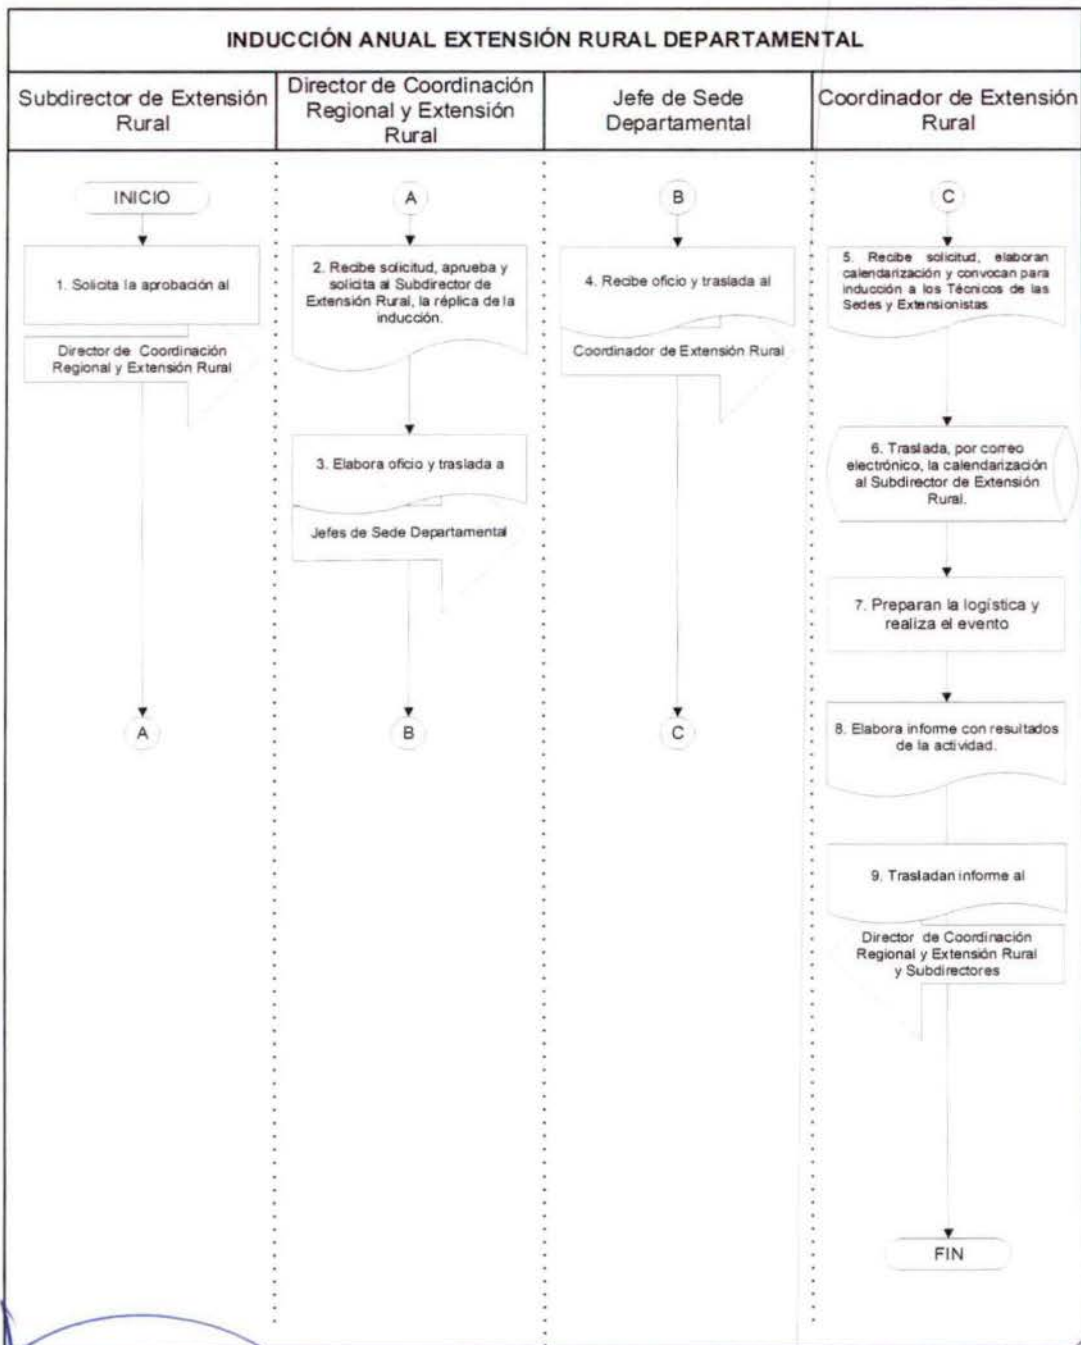 INDUCCIÓN ANUAL EXTENSIÓN RURAL DEPARTAMENTAL
Subdirector de Extensión
Rural
Director de Coordinación
Regional y Extensión
Rural
Jefe de Sede
Departamental
Coordinador de Extensión
Rural
INICIO
1. Solicita la aprobación al
Director de Coordinación
Regional y Extensión Rural
A
A
2. Recibe solicitud, aprueba y
solicita al Subdirector de
Extensión Rural, la réplica de la
inducción.
3. Elabora oficio y traslada a
Jefes de Sede Departamental
B
B
4. Recibe oficio y traslada al
Coordinador de Extensión Rural
C
C
5. Recibe solicitud, elaboran
calendarización y convocan para
inducción a los Técnicos de las
Sedes y Extensionistas
6. Traslada, por correo
electrónico, la calendarización
al Subdirector de Extensión
Rural.
7. Preparan la logística y
realiza el evento
8. Elabora informe con resultados
de la actividad.
9. Trasladan informe al
Director de Coordinación
Regional y Extensión Rural
y Subdirectores
FIN